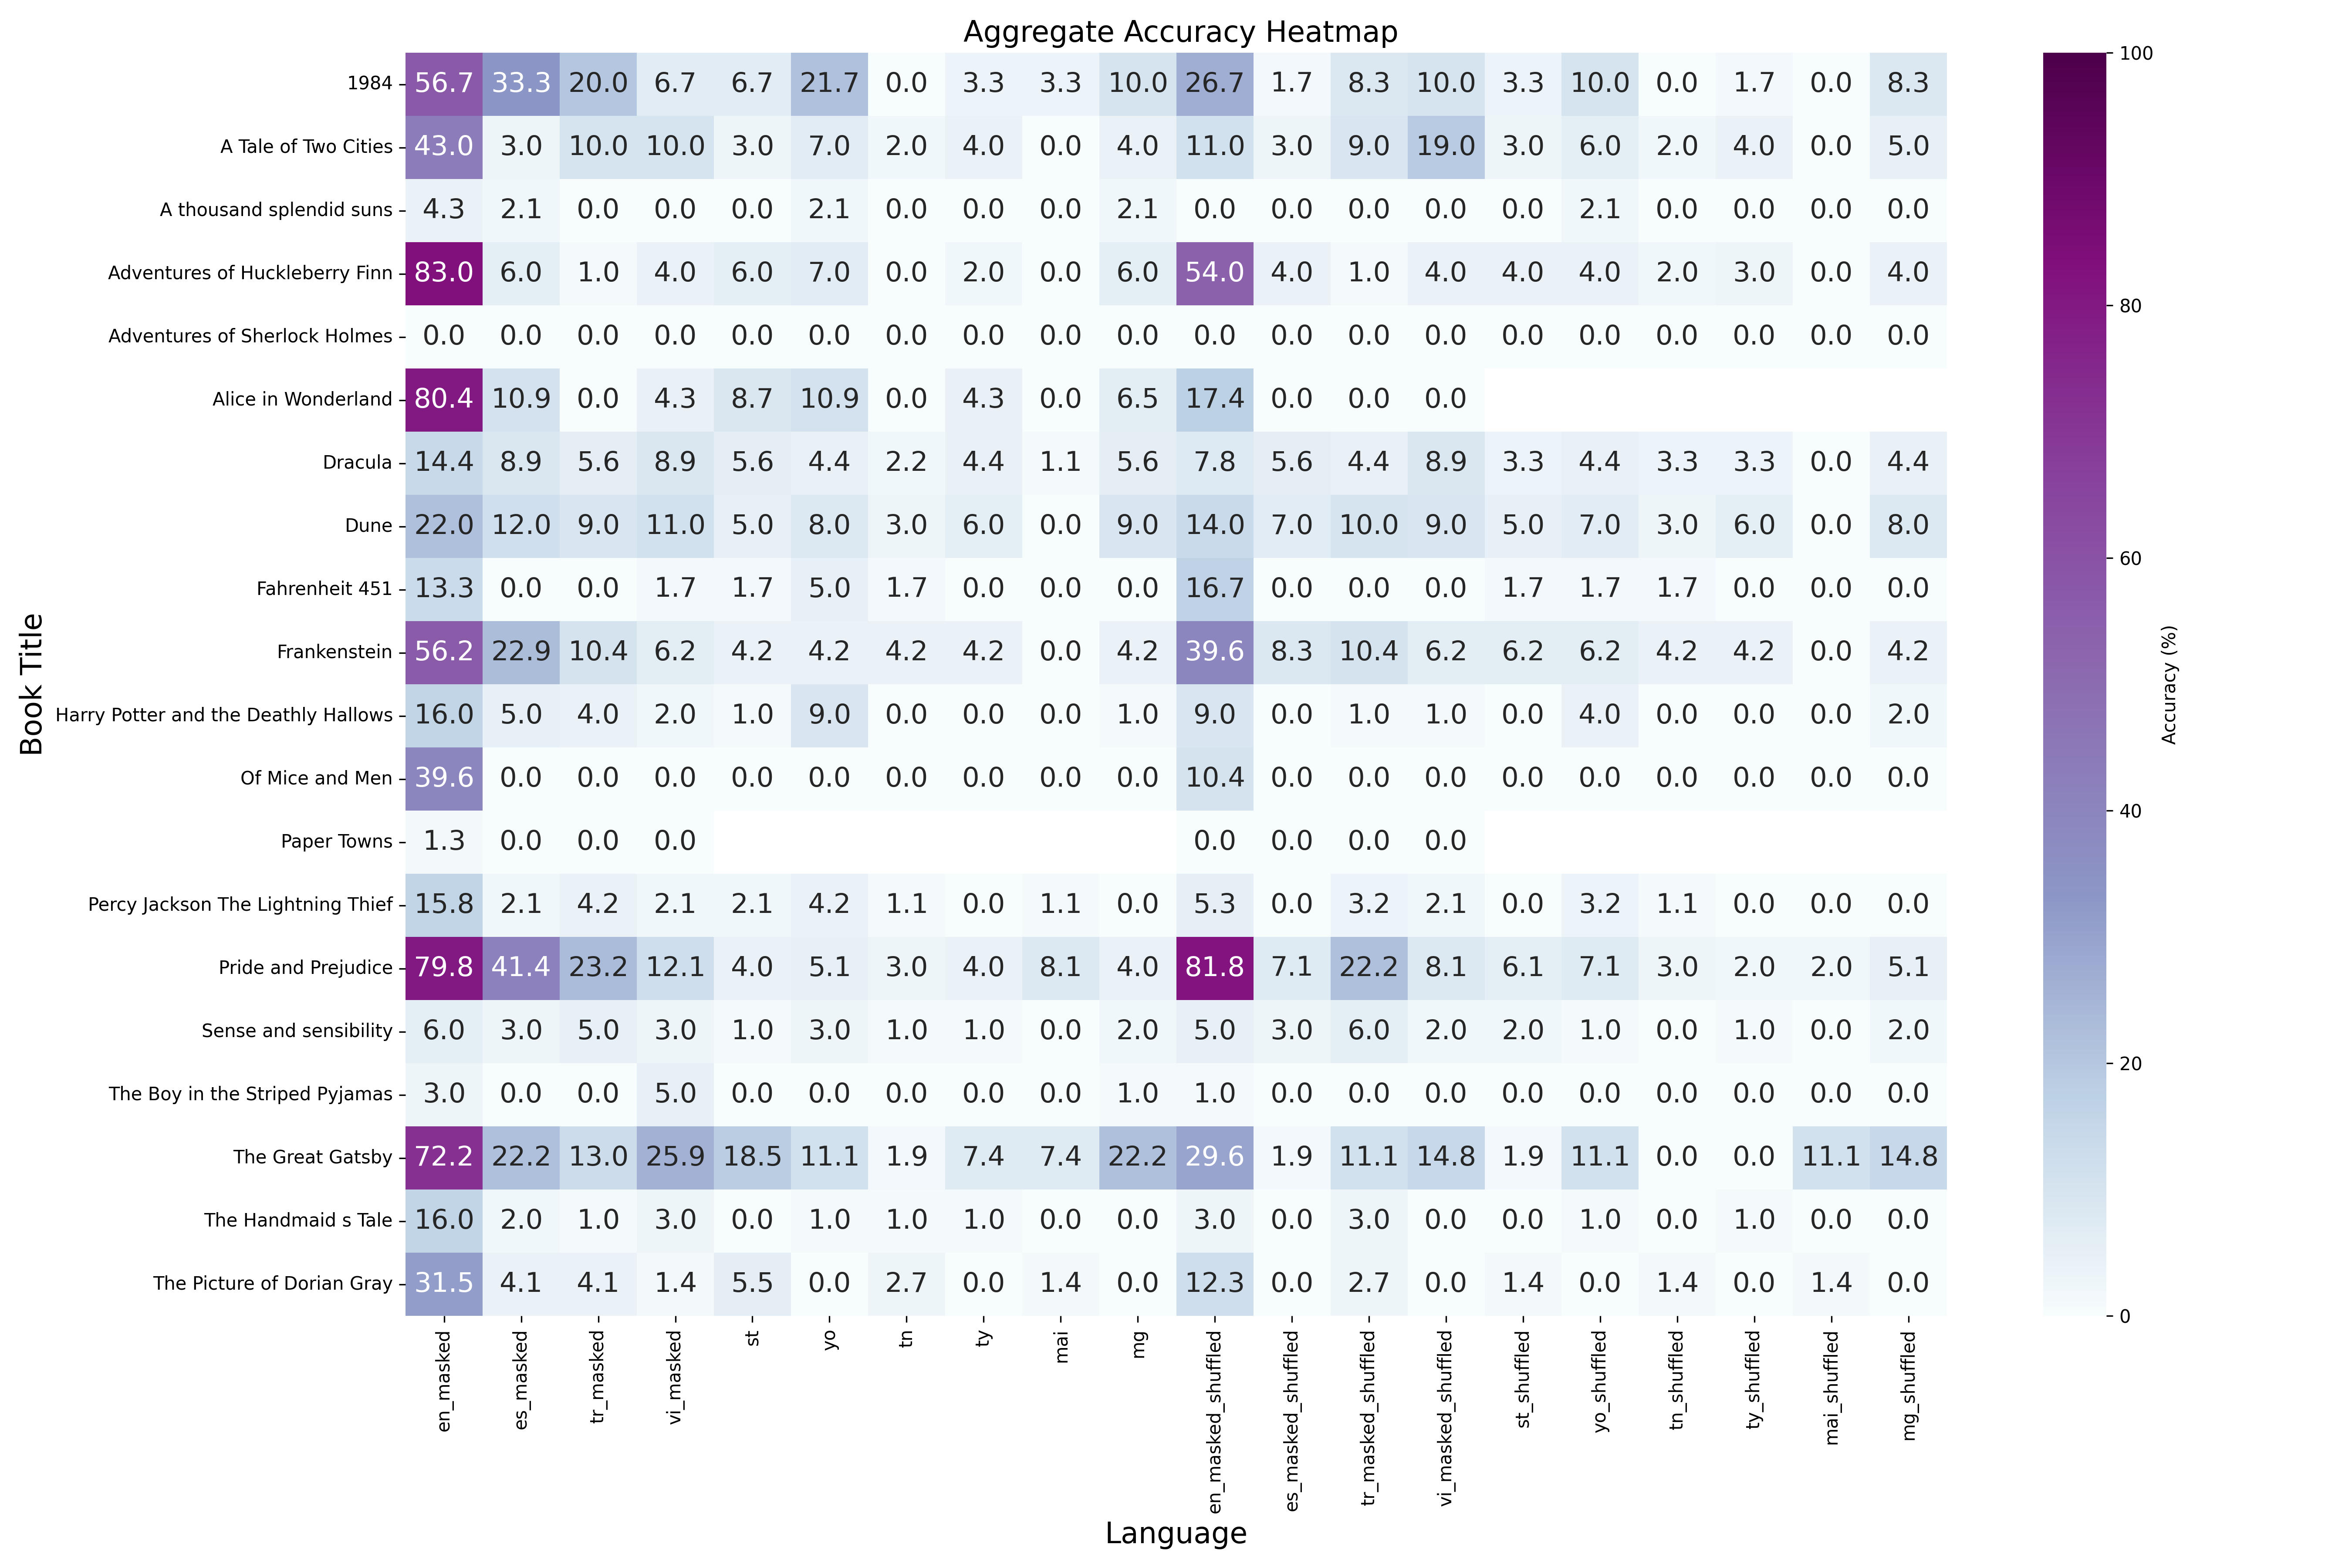 Aggregate Accuracy Heatmap
Book Title
1984 56.7 33.3 20.0 6.7 6.7 21.7 0.0 3.3 3.3 10.0 26.7 1.7 8.3 10.0 3.3 10.0 0.0 1.7 0.0 8.3
A Tale of Two Cities 43.0 3.0 10.0 10.0 3.0 7.0 2.0 4.0 0.0 4.0 11.0 3.0 9.0 19.0 3.0 6.0 2.0 4.0 0.0 5.0
A thousand splendid suns 4.3 2.1 0.0 0.0 0.0 2.1 0.0 0.0 0.0 2.1 0.0 0.0 0.0 0.0 0.0 2.1 0.0 0.0 0.0 0.0
Adventures of Huckleberry Finn 83.0 6.0 1.0 4.0 6.0 7.0 0.0 2.0 0.0 6.0 54.0 4.0 1.0 4.0 4.0 4.0 2.0 3.0 0.0 4.0
Adventures of Sherlock Holmes 0.0 0.0 0.0 0.0 0.0 0.0 0.0 0.0 0.0 0.0 0.0 0.0 0.0 0.0 0.0 0.0 0.0 0.0 0.0 0.0
Alice in Wonderland 80.4 10.9 0.0 4.3 8.7 10.9 0.0 4.3 0.0 6.5 17.4 0.0 0.0 0.0
Dracula 14.4 8.9 5.6 8.9 5.6 4.4 2.2 4.4 1.1 5.6 7.8 5.6 4.4 8.9 3.3 4.4 3.3 3.3 0.0 4.4
Dune 22.0 12.0 9.0 11.0 5.0 8.0 3.0 6.0 0.0 9.0 14.0 7.0 10.0 9.0 5.0 7.0 3.0 6.0 0.0 8.0
Fahrenheit 451 13.3 0.0 0.0 1.7 1.7 5.0 1.7 0.0 0.0 0.0 16.7 0.0 0.0 0.0 1.7 1.7 1.7 0.0 0.0 0.0
Frankenstein 56.2 22.9 10.4 6.2 4.2 4.2 4.2 4.2 0.0 4.2 39.6 8.3 10.4 6.2 6.2 6.2 4.2 4.2 0.0 4.2
Harry Potter and the Deathly Hallows 16.0 5.0 4.0 2.0 1.0 9.0 0.0 0.0 0.0 1.0 9.0 0.0 1.0 1.0 0.0 4.0 0.0 0.0 0.0 2.0
Of Mice and Men 39.6 0.0 0.0 0.0 0.0 0.0 0.0 0.0 0.0 0.0 10.4 0.0 0.0 0.0 0.0 0.0 0.0 0.0 0.0 0.0
Paper Towns 1.3 0.0 0.0 0.0 0.0 0.0 0.0 0.0
Percy Jackson The Lightning Thief 15.8 2.1 4.2 2.1 2.1 4.2 1.1 0.0 1.1 0.0 5.3 0.0 3.2 2.1 0.0 3.2 1.1 0.0 0.0 0.0
Pride and Prejudice 79.8 41.4 23.2 12.1 4.0 5.1 3.0 4.0 8.1 4.0 81.8 7.1 22.2 8.1 6.1 7.1 3.0 2.0 2.0 5.1
Sense and sensibility 6.0 3.0 5.0 3.0 1.0 3.0 1.0 1.0 0.0 2.0 5.0 3.0 6.0 2.0 2.0 1.0 0.0 1.0 0.0 2.0
The Boy in the Striped Pyjamas 3.0 0.0 0.0 5.0 0.0 0.0 0.0 0.0 0.0 1.0 1.0 0.0 0.0 0.0 0.0 0.0 0.0 0.0 0.0 0.0
The Great Gatsby 72.2 22.2 13.0 25.9 18.5 11.1 1.9 7.4 7.4 22.2 29.6 1.9 11.1 14.8 1.9 11.1 0.0 0.0 11.1 14.8
The Handmaid s Tale 16.0 2.0 1.0 3.0 0.0 1.0 1.0 1.0 0.0 0.0 3.0 0.0 3.0 0.0 0.0 1.0 0.0 1.0 0.0 0.0
The Picture of Dorian Gray 31.5 4.1 4.1 1.4 5.5 0.0 2.7 0.0 1.4 0.0 12.3 0.0 2.7 0.0 1.4 0.0 1.4 0.0 1.4 0.0
en_masked es_masked tr_masked vi_masked st yo tn ty mai mg en_masked_shuffled es_masked_shuffled tr_masked_shuffled vi_masked_shuffled st_shuffled yo_shuffled tn_shuffled ty_shuffled mai_shuffled mg_shuffled
Language
100
80
60
40
20
0
Accuracy (%)